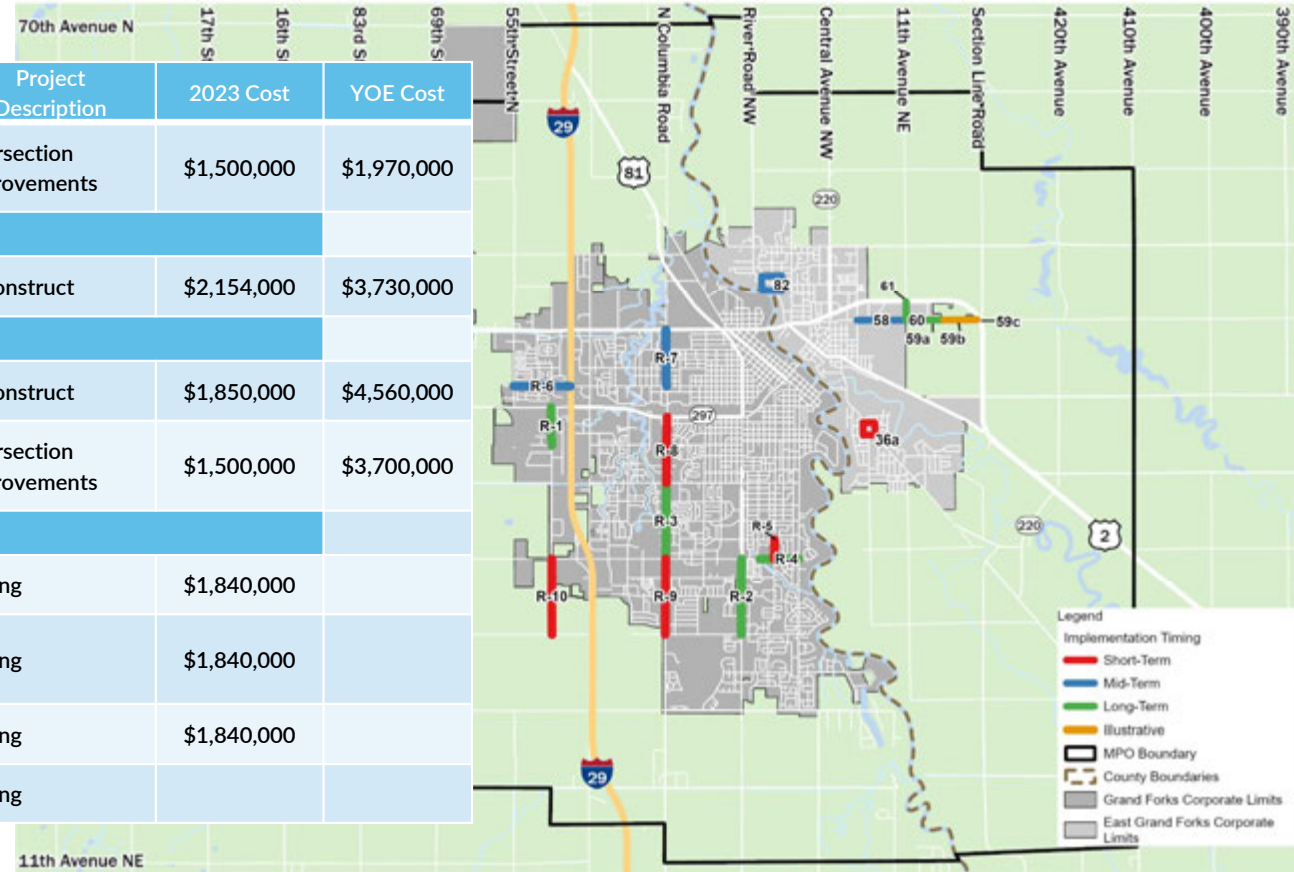 70th Avenue N
17th St
16th St
83rd St
69th S
55th Street N
N Columbia Road
River Road NW
Central Avenue NW
11th Avenue NE
Section Line Road
420th Avenue
410th Avenue
400th Avenue
390th Avenue
Project
Description
2023 Cost
YOE Cost
rsection
rovements
$1,500,000
$1,970,000
onstruct
$2,154,000
$3,730,000
onstruct
$1,850,000
$4,560,000
rsection
rovements
$1,500,000
$3,700,000
ng
$1,840,000
ng
$1,840,000
ng
$1,840,000
ng
29
81
220
82
61
58
60
59c
59a
59b
R-7
R-6
297
R-1
36a
R-8
R-3
R-5
220
2
R-4
R-10
R-9
R-2
29
Legend
Implementation Timing
Short-Term
Mid-Term
Long-Term
Illustrative
MPO Boundary
County Boundaries
Grand Forks Corporate Limits
East Grand Forks Corporate
Limits
11th Avenue NE